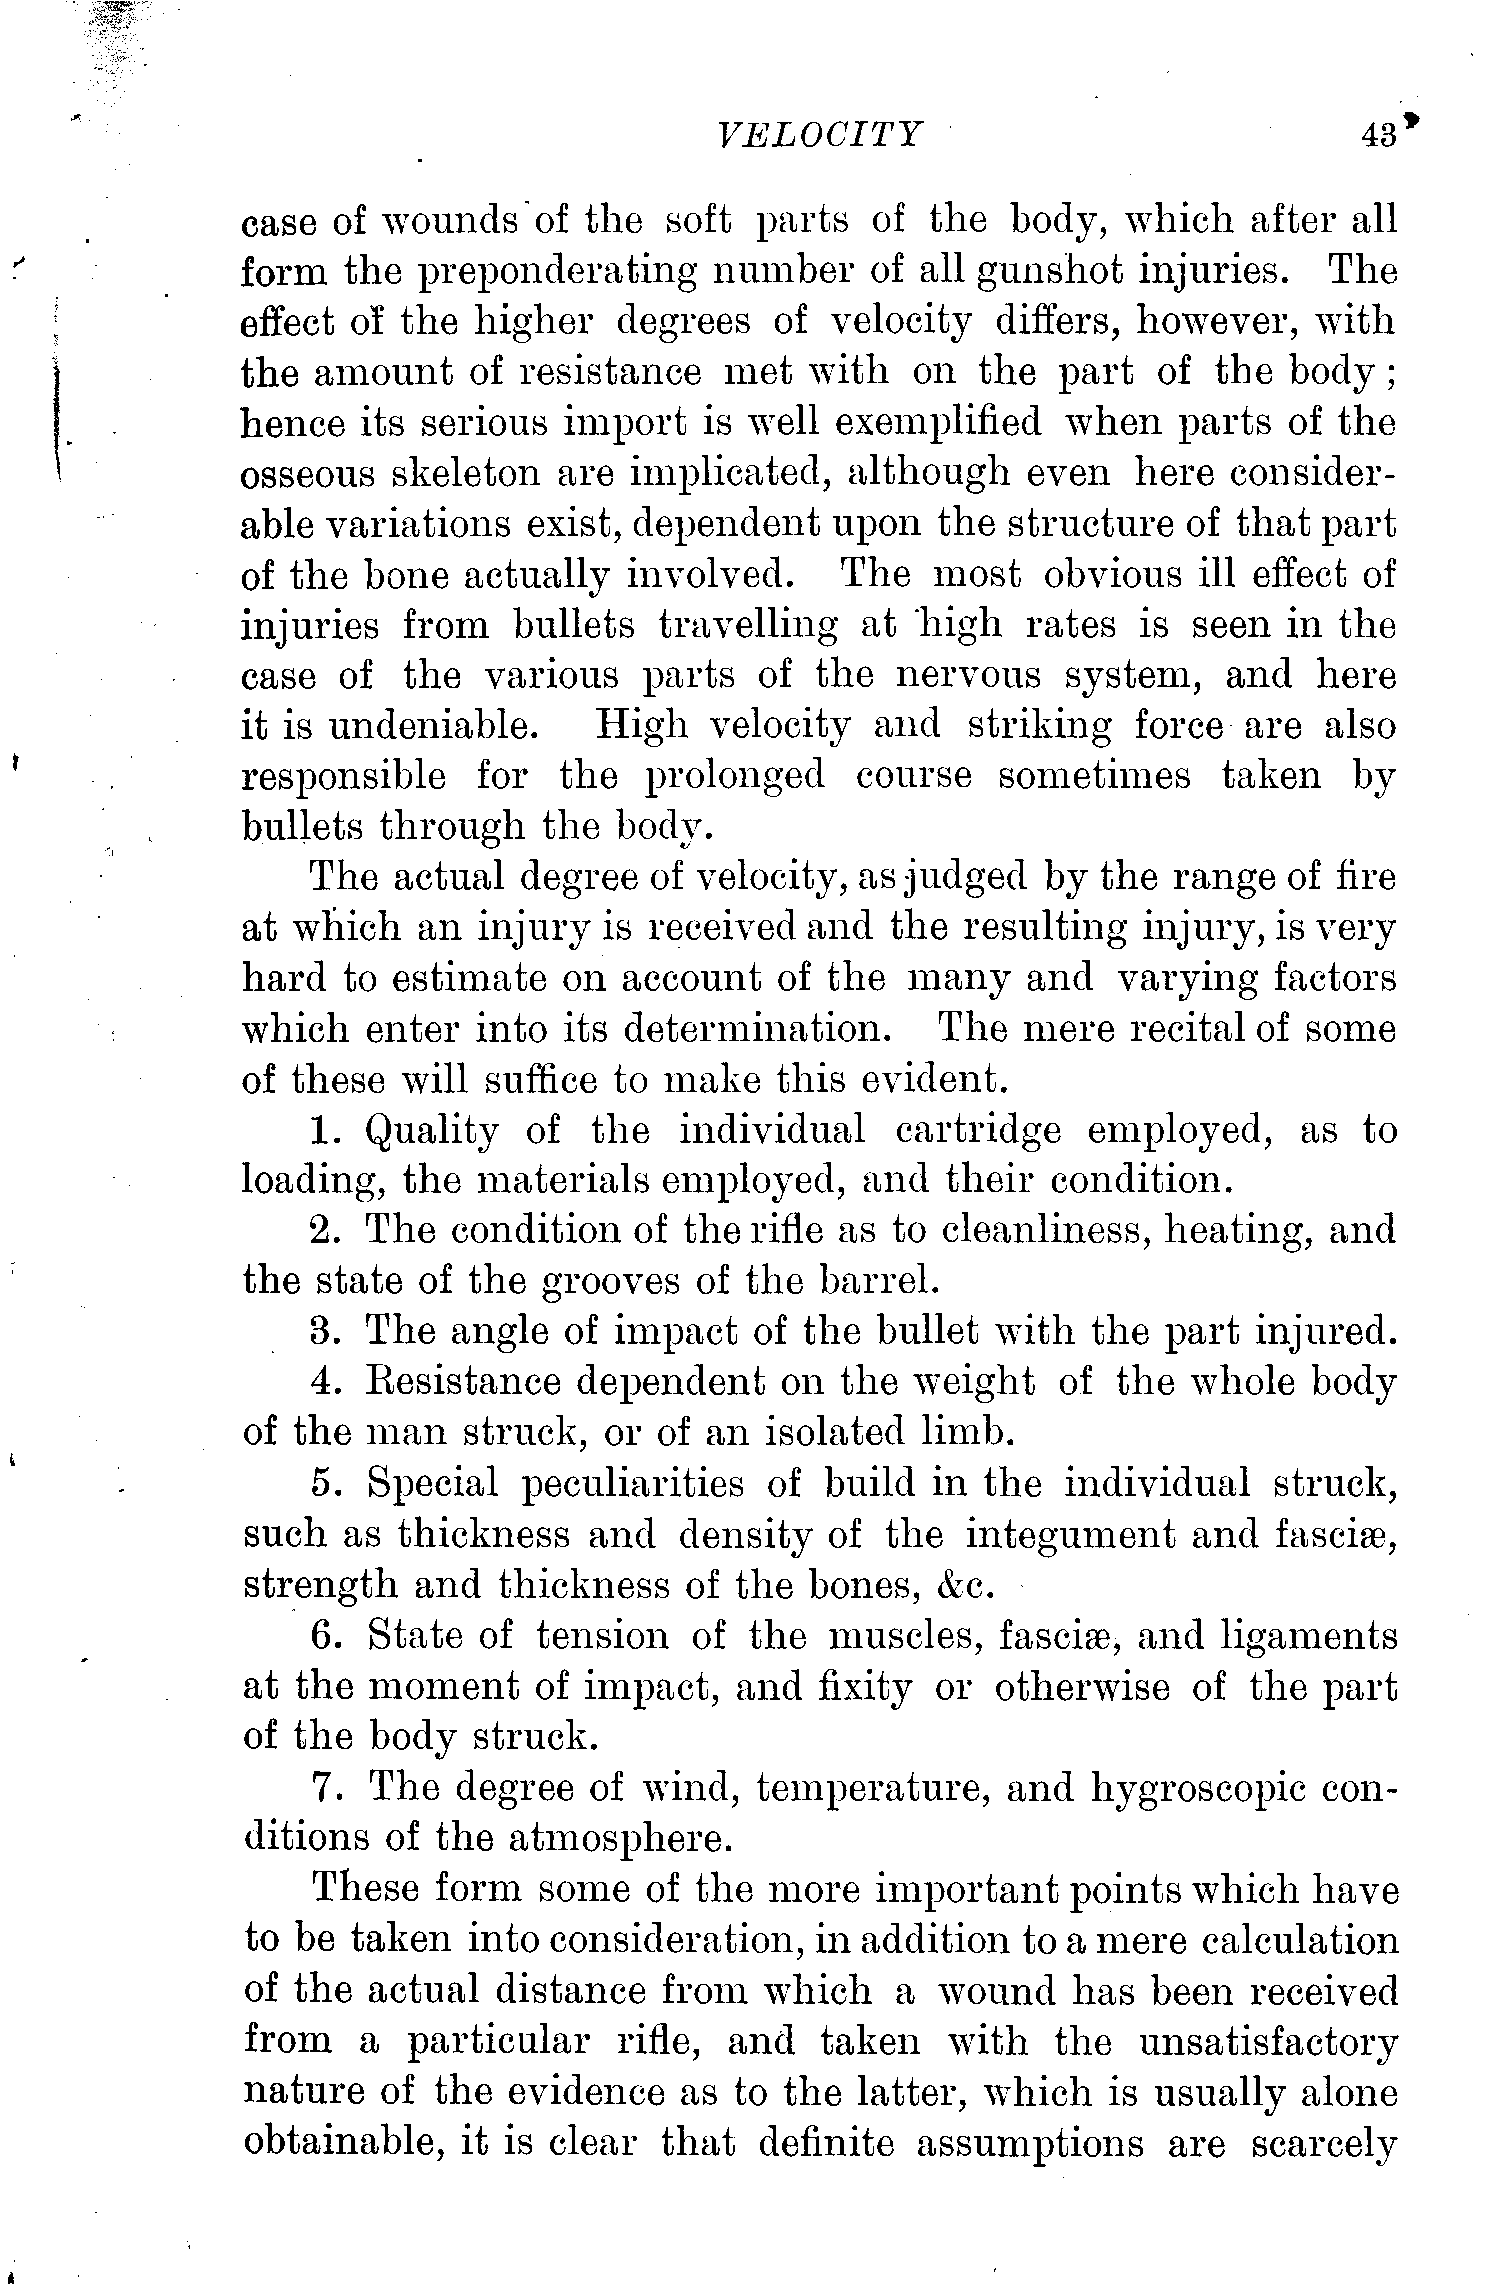 VELOCITY 43
case of wounds of the soft parts of the body, which after all
form the preponderating number of all gunshot injuries. The
effect of the higher degrees of velocity differs, however, with
the amount of resistance met with on the part of the body ;
hence its serious import is well exemplified when parts of the
osseous skeleton are implicated, although even here consider-
able variations exist, dependent upon the structure of that part
of the bone actually involved. The most obvious ill effect of
injuries from bullets travelling at high rates is seen in the
case of the various parts of the nervous system, and here
it is undeniable. High velocity and striking force are also
responsible for the prolonged course sometimes taken by
bullets through the body.
The actual degree of velocity, as judged by the range of fire
at which an injury is received and the resulting injury, is very
hard to estimate on account of the many and varying factors
which enter into its determination. The mere recital of some
of these will suffice to make this evident.
1. Quality of the individual cartridge employed, as to
loading, the materials employed, and their condition.
2. The condition of the rifle as to cleanliness, heating, and
the state of the grooves of the barrel.
3. The angle of impact of the bullet with the part injured.
4. Resistance dependent on the weight of the whole body
of the man struck, or of an isolated limb.
5. Special peculiarities of build in the individual struck,
such as thickness and density of the integument and fasciæ,
strength and thickness of the bones, &c.
6. State of tension of the muscles, fasciæ, and ligaments
at the moment of impact, and fixity or otherwise of the part
of the body struck.
7. The degree of wind, temperature, and hygroscopic con-
ditions of the atmosphere.
These form some of the more important points which have
to be taken into consideration, in addition to a mere calculation
of the actual distance from which a wound has been received
from a particular rifle, and taken with the unsatisfactory
nature of the evidence as to the latter, which is usually alone
obtainable, it is clear that definite assumptions are scarcely